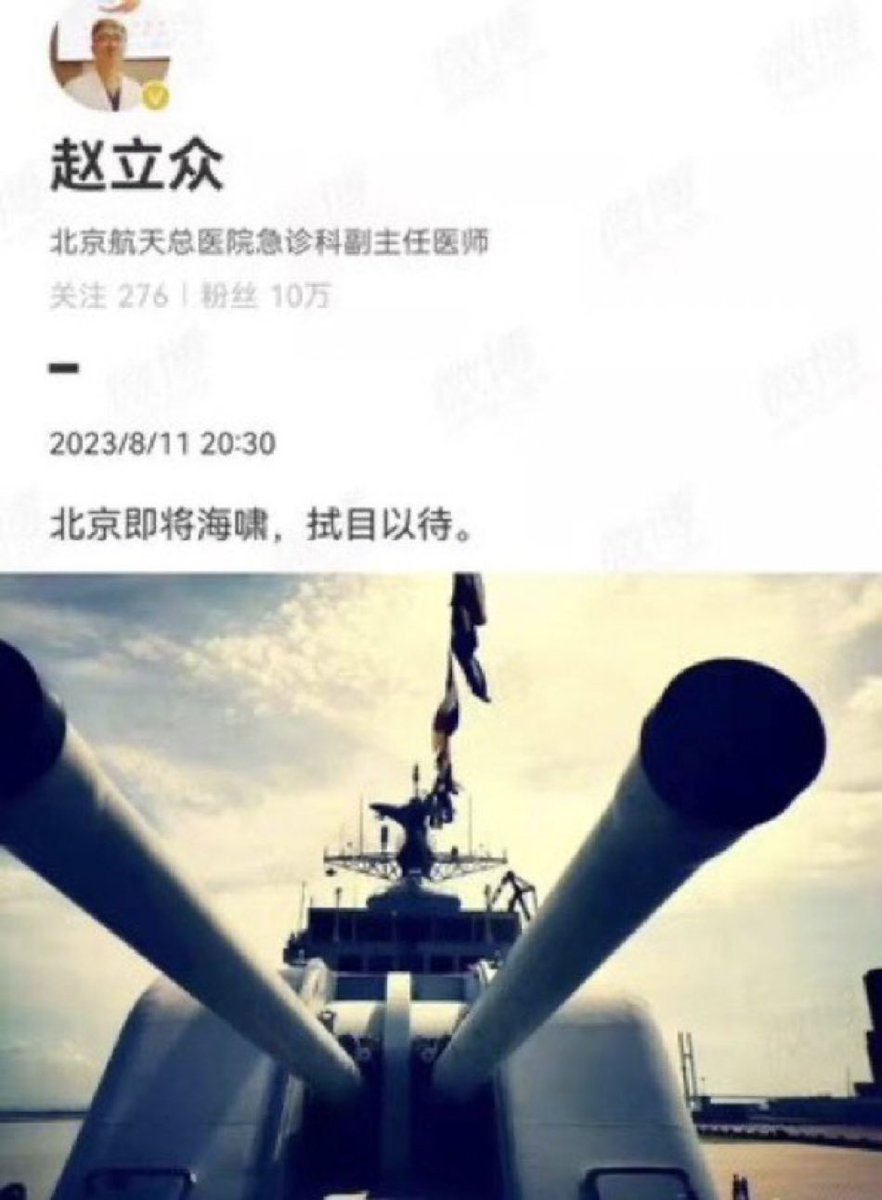 赵立众
北京航天总医院急诊科副主任医师
关注 276 | 粉丝 10万
2023/8/11 20:30
北京即将海啸，拭目以待。
微博